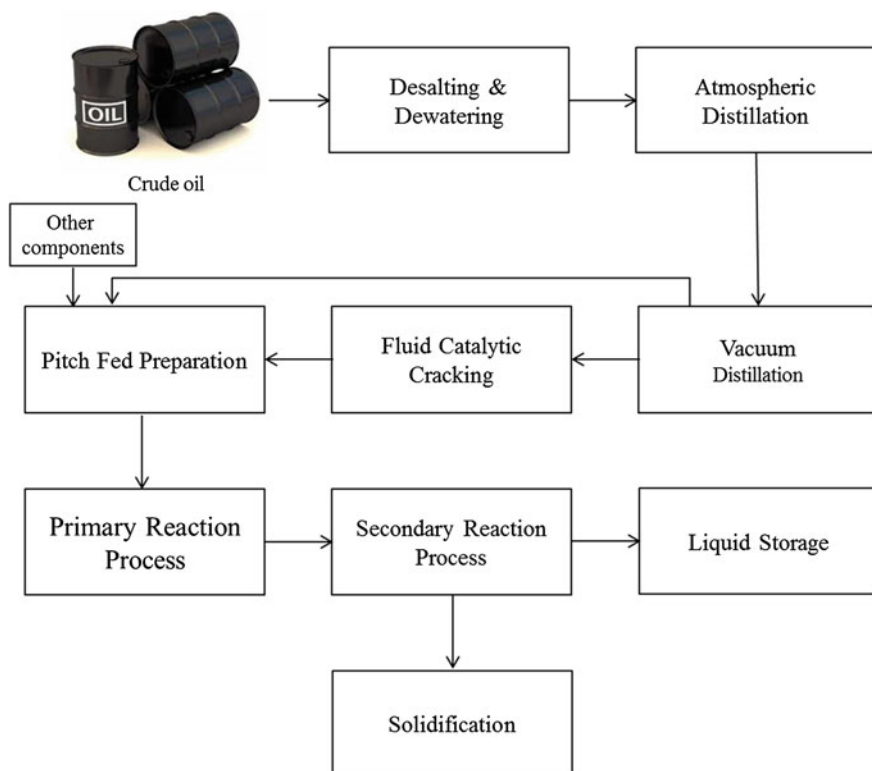 OIL
Crude oil
Desalting &
Dewatering
Atmospheric
Distillation
Other
components
Pitch Fed Preparation
Fluid Catalytic
Cracking
Vacuum
Distillation
Primary Reaction
Process
Secondary Reaction
Process
Liquid Storage
Solidification